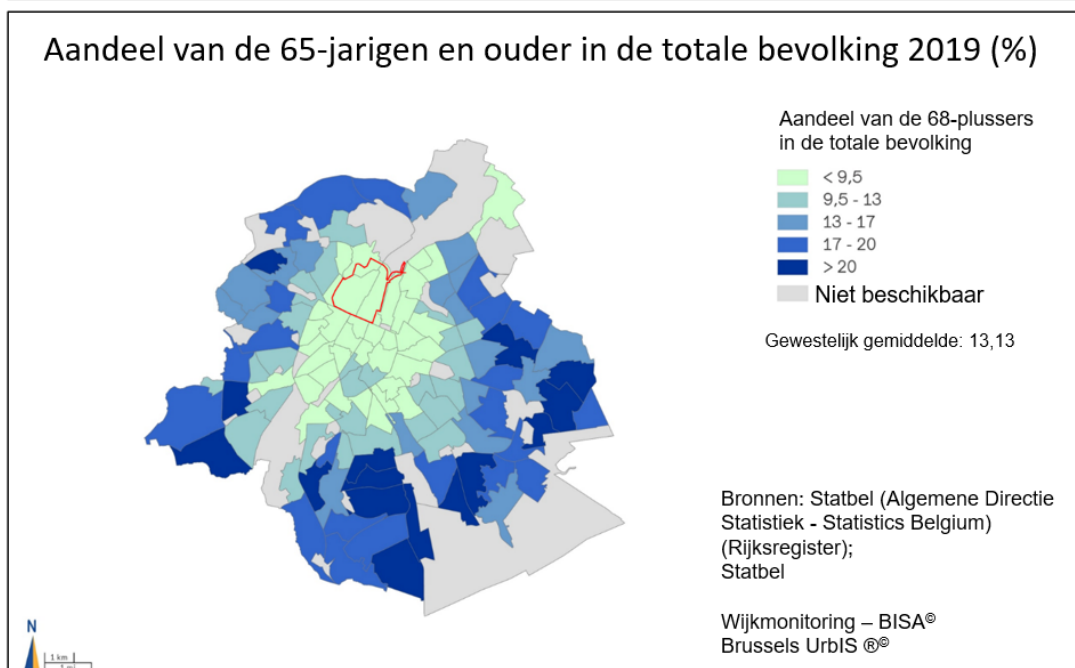 Aandeel van de 65-jarigen en ouder in de totale bevolking 2019 (%)
Aandeel van de 68-plussers
in de totale bevolking
< 9,5
9,5 - 13
13 - 17
17 - 20
> 20
Niet beschikbaar
Gewestelijk gemiddelde: 13,13
Bronnen: Statbel (Algemene Directie
Statistiek - Statistics Belgium)
(Rijksregister);
Statbel
Wijkmonitoring – BISA©
Brussels UrbIS ®©
N
1 km